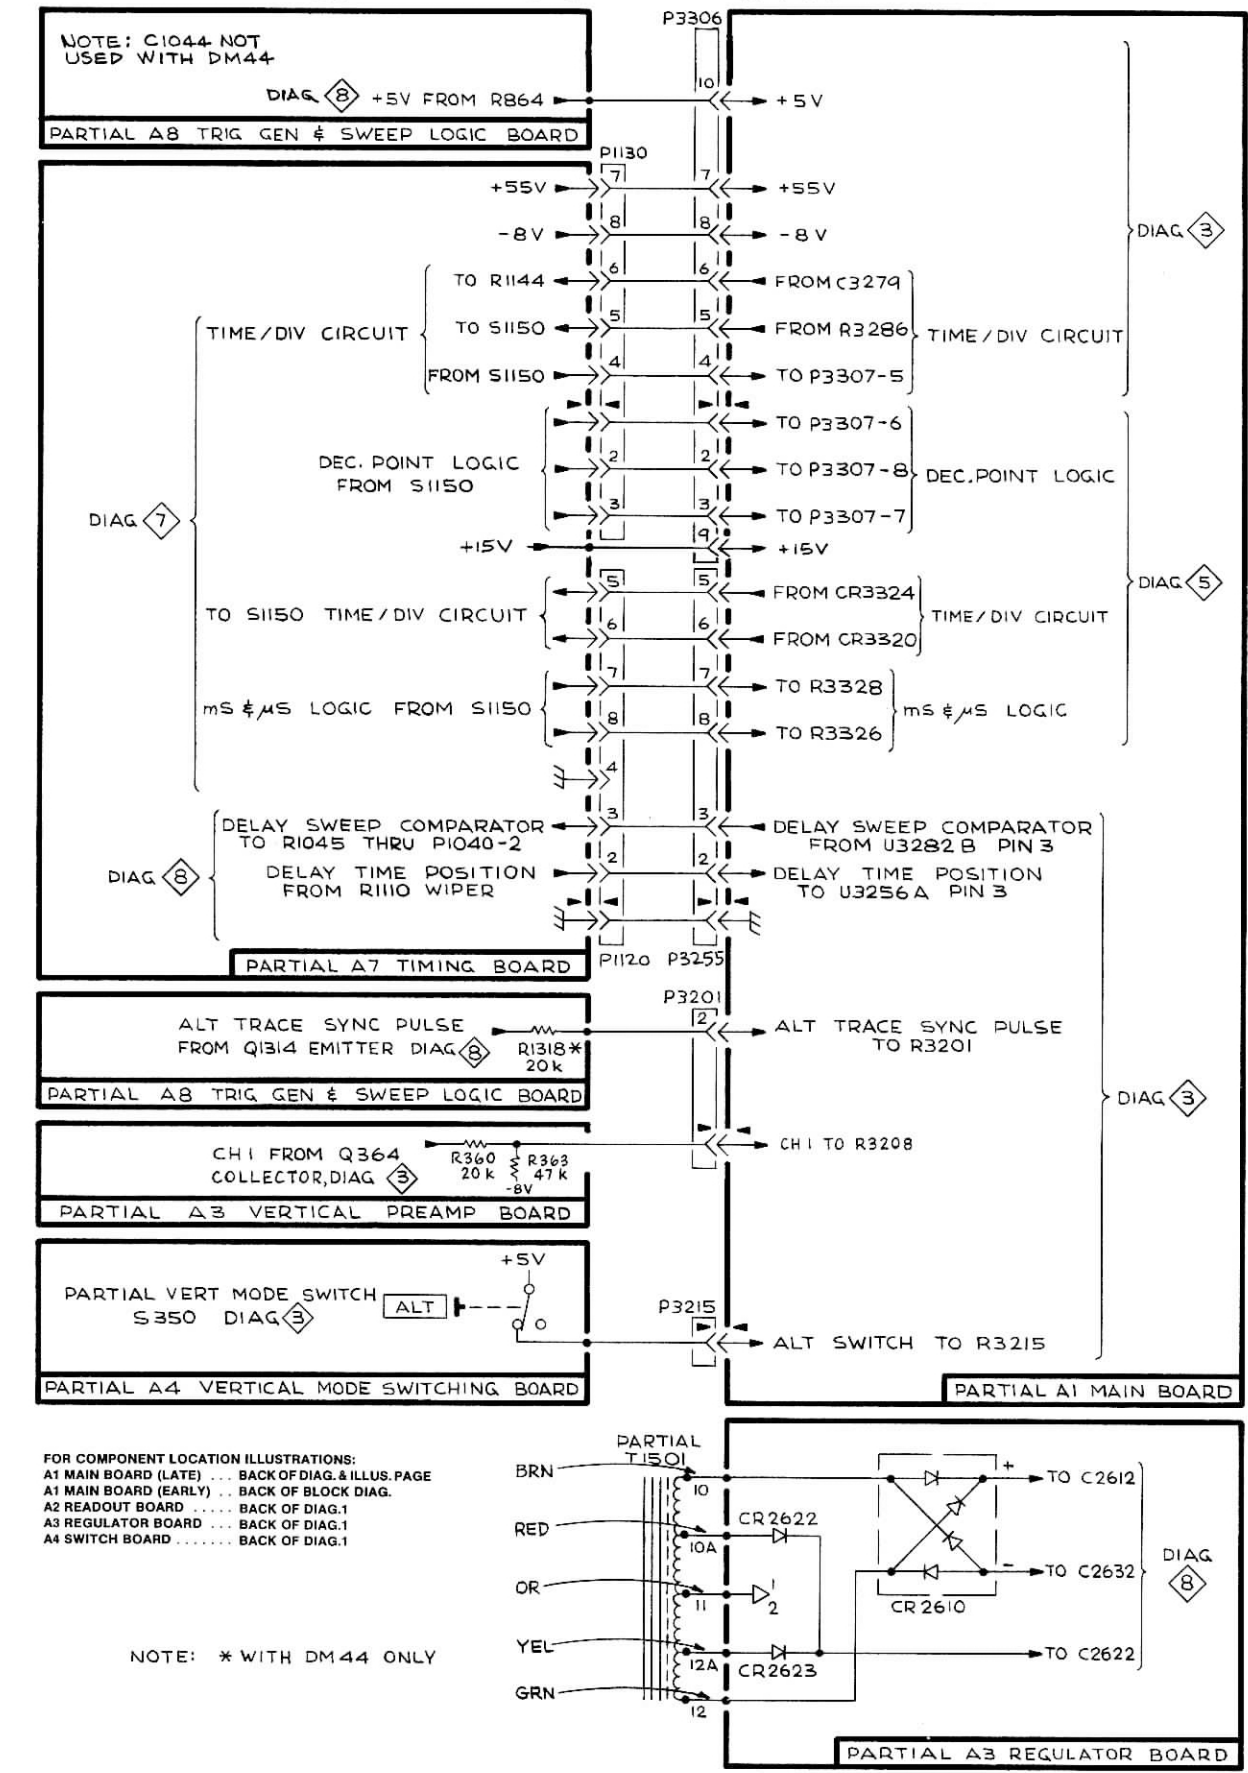 P3306
NOTE: C1044 NOT
USED WITH DM44
DIAG 8 +5V FROM R864
10
+5V
PARTIAL A8 TRIG GEN & SWEEP LOGIC BOARD
P1130
+55V 7 7 +55V
-8V 8 8 -8V
DIAG 3
TO R1144 6 6 FROM C3279
TIME/DIV CIRCUIT
TO S1150 5 5 FROM R3286
TIME/DIV CIRCUIT
FROM S1150 4 4 TO P3307-5
TO P3307-6
DEC. POINT LOGIC
FROM S1150
2 2 TO P3307-8
DEC. POINT LOGIC
3 3 TO P3307-7
DIAG 7
+15V 9 +15V
5 5 FROM CR3324
DIAG 5
TO S1150 TIME/DIV CIRCUIT
TIME/DIV CIRCUIT
6 6 FROM CR3320
7 7 TO R3328
mS & µS LOGIC FROM S1150
mS & µS LOGIC
8 8 TO R3326
4
DELAY SWEEP COMPARATOR
TO R1045 THRU P1040-2
3 3
DELAY SWEEP COMPARATOR
FROM U3282B PIN 3
DIAG 8
DELAY TIME POSITION
FROM R1110 WIPER
2 2
DELAY TIME POSITION
TO U3256A PIN 3
PARTIAL A7 TIMING BOARD
P1120 P3255
P3201
ALT TRACE SYNC PULSE
FROM Q1314 EMITTER DIAG 8
R1318*
20k
2
ALT TRACE SYNC PULSE
TO R3201
PARTIAL A8 TRIG GEN & SWEEP LOGIC BOARD
DIAG 3
CH1 FROM Q364
COLLECTOR, DIAG 3
R360
20k
R363
47k
-8V
CH1 TO R3208
PARTIAL A3 VERTICAL PREAMP BOARD
+5V
PARTIAL VERT MODE SWITCH
S350 DIAG 3
ALT
P3215
ALT SWITCH TO R3215
PARTIAL A4 VERTICAL MODE SWITCHING BOARD
PARTIAL A1 MAIN BOARD
FOR COMPONENT LOCATION ILLUSTRATIONS:
A1 MAIN BOARD (LATE) ... BACK OF DIAG. & ILLUS. PAGE
A1 MAIN BOARD (EARLY) .. BACK OF BLOCK DIAG.
A2 READOUT BOARD ..... BACK OF DIAG.1
A3 REGULATOR BOARD ... BACK OF DIAG.1
A4 SWITCH BOARD ....... BACK OF DIAG.1
PARTIAL
T1501
BRN 10
+ TO C2612
RED 10A CR2622
- TO C2632
DIAG
8
CR2610
OR 11 1
2
YEL 12A CR2623
TO C2622
GRN 12
NOTE: * WITH DM44 ONLY
PARTIAL A3 REGULATOR BOARD